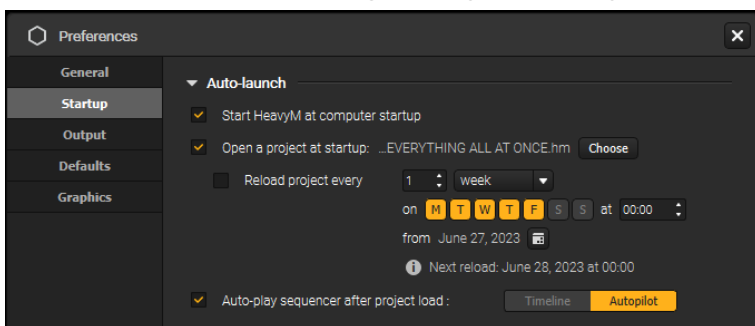 Preferences
General
Startup
Output
Defaults
Graphics
Auto-launch
Start HeavyM at computer startup
Open a project at startup: ...EVERYTHING ALL AT ONCE.hm Choose
Reload project every 1 week
on M T W T F S S at 00:00
from June 27, 2023
Next reload: June 28, 2023 at 00:00
Auto-play sequencer after project load : Timeline Autopilot